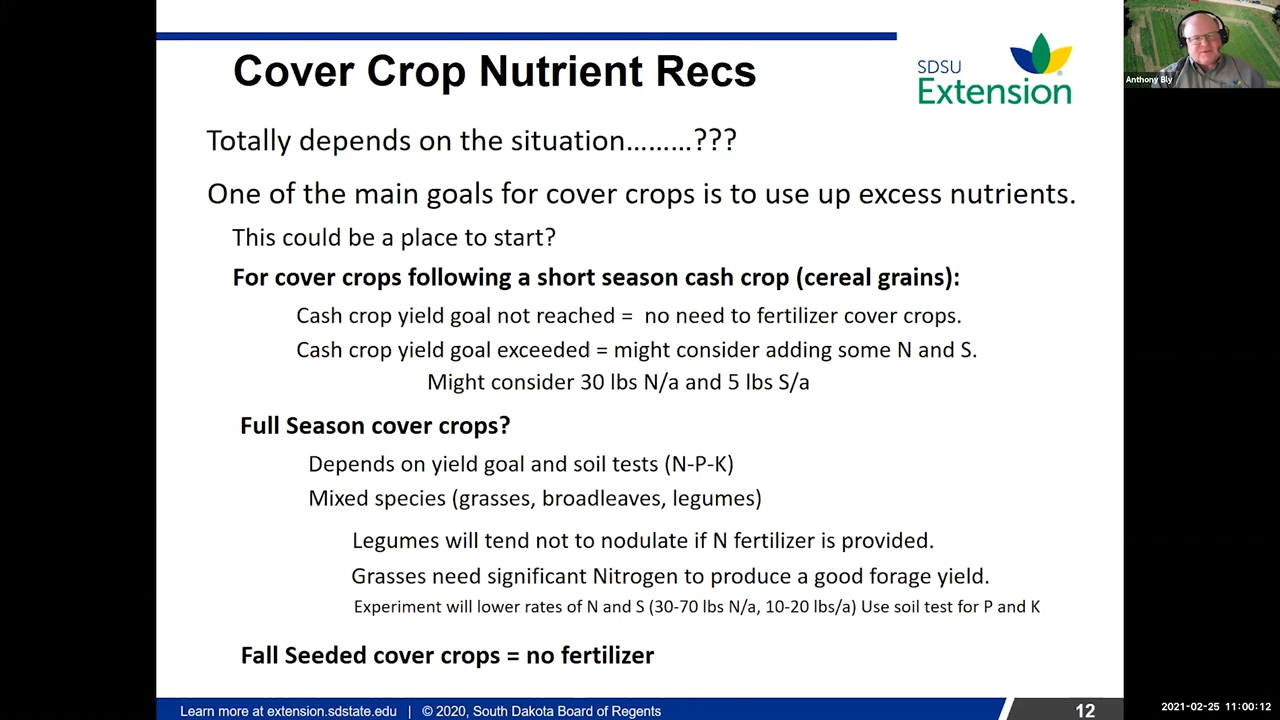 Cover Crop Nutrient Recs
SDSU
Extension
Anthony Bly
Totally depends on the situation.........???
One of the main goals for cover crops is to use up excess nutrients.
This could be a place to start?
For cover crops following a short season cash crop (cereal grains):
Cash crop yield goal not reached = no need to fertilizer cover crops.
Cash crop yield goal exceeded = might consider adding some N and S.
Might consider 30 lbs N/a and 5 lbs S/a
Full Season cover crops?
Depends on yield goal and soil tests (N-P-K)
Mixed species (grasses, broadleaves, legumes)
Legumes will tend not to nodulate if N fertilizer is provided.
Grasses need significant Nitrogen to produce a good forage yield.
Experiment will lower rates of N and S (30-70 lbs N/a, 10-20 lbs/a) Use soil test for P and K
Fall Seeded cover crops = no fertilizer
Learn more at extension.sdstate.edu | © 2020, South Dakota Board of Regents
12
2021-02-25 11:00:12